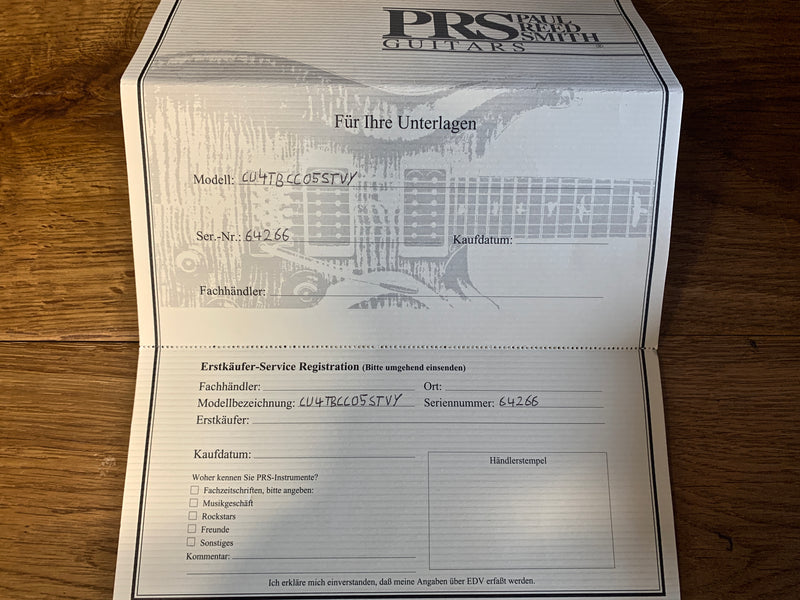 PRS PAUL
REED
SMITH
GUITARS ®
Für Ihre Unterlagen
Modell: CU4TBCC05STVY
Ser.-Nr.: 64266 Kaufdatum:
Fachhändler:
Erstkäufer-Service Registration (Bitte umgehend einsenden)
Fachhändler: Ort:
Modellbezeichnung: CU4TBCC05STVY Seriennummer: 64266
Erstkäufer:
Kaufdatum:
Händlerstempel
Woher kennen Sie PRS-Instrumente?
Fachzeitschriften, bitte angeben:
Musikgeschäft
Rockstars
Freunde
Sonstiges
Kommentar:
Ich erkläre mich einverstanden, daß meine Angaben über EDV erfaßt werden.